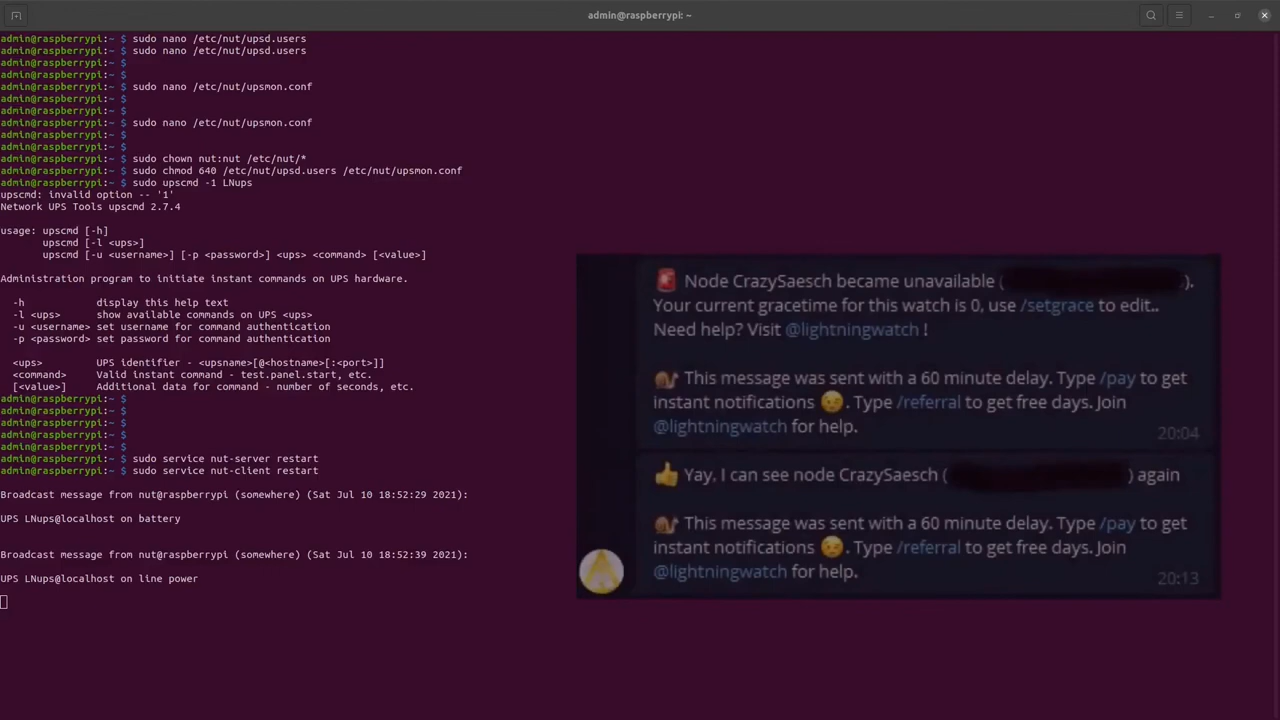 admin@raspberrypi: ~
admin@raspberrypi:~ $ sudo nano /etc/nut/upsd.users
admin@raspberrypi:~ $ sudo nano /etc/nut/upsd.users
admin@raspberrypi:~ $
admin@raspberrypi:~ $
admin@raspberrypi:~ $ sudo nano /etc/nut/upsmon.conf
admin@raspberrypi:~ $
admin@raspberrypi:~ $
admin@raspberrypi:~ $ sudo nano /etc/nut/upsmon.conf
admin@raspberrypi:~ $
admin@raspberrypi:~ $
admin@raspberrypi:~ $ sudo chown nut:nut /etc/nut/*
admin@raspberrypi:~ $ sudo chmod 640 /etc/nut/upsd.users /etc/nut/upsmon.conf
admin@raspberrypi:~ $ sudo upscmd -1 LNups
upscmd: invalid option -- '1'
Network UPS Tools upscmd 2.7.4
usage: upscmd [-h]
upscmd [-l <ups>]
upscmd [-u <username>] [-p <password>] <ups> <command> [<value>]
Administration program to initiate instant commands on UPS hardware.
-h display this help text
-l <ups> show available commands on UPS <ups>
-u <username> set username for command authentication
-p <password> set password for command authentication
<ups> UPS identifier - <upsname>[@<hostname>[:<port>]]
<command> Valid instant command - test.panel.start, etc.
[<value>] Additional data for command - number of seconds, etc.
admin@raspberrypi:~ $
admin@raspberrypi:~ $
admin@raspberrypi:~ $
admin@raspberrypi:~ $
admin@raspberrypi:~ $
admin@raspberrypi:~ $ sudo service nut-server restart
admin@raspberrypi:~ $ sudo service nut-client restart
Broadcast message from nut@raspberrypi (somewhere) (Sat Jul 10 18:52:29 2021):
UPS LNups@localhost on battery
Broadcast message from nut@raspberrypi (somewhere) (Sat Jul 10 18:52:39 2021):
UPS LNups@localhost on line power
🚨 Node CrazySaesch became unavailable ( ).
Your current gracetime for this watch is 0, use /setgrace to edit..
Need help? Visit @lightningwatch !
🐌 This message was sent with a 60 minute delay. Type /pay to get
instant notifications 😉. Type /referral to get free days. Join
@lightningwatch for help.
20:04
👍 Yay, I can see node CrazySaesch ( ) again
🐌 This message was sent with a 60 minute delay. Type /pay to get
instant notifications 😉. Type /referral to get free days. Join
@lightningwatch for help.
20:13